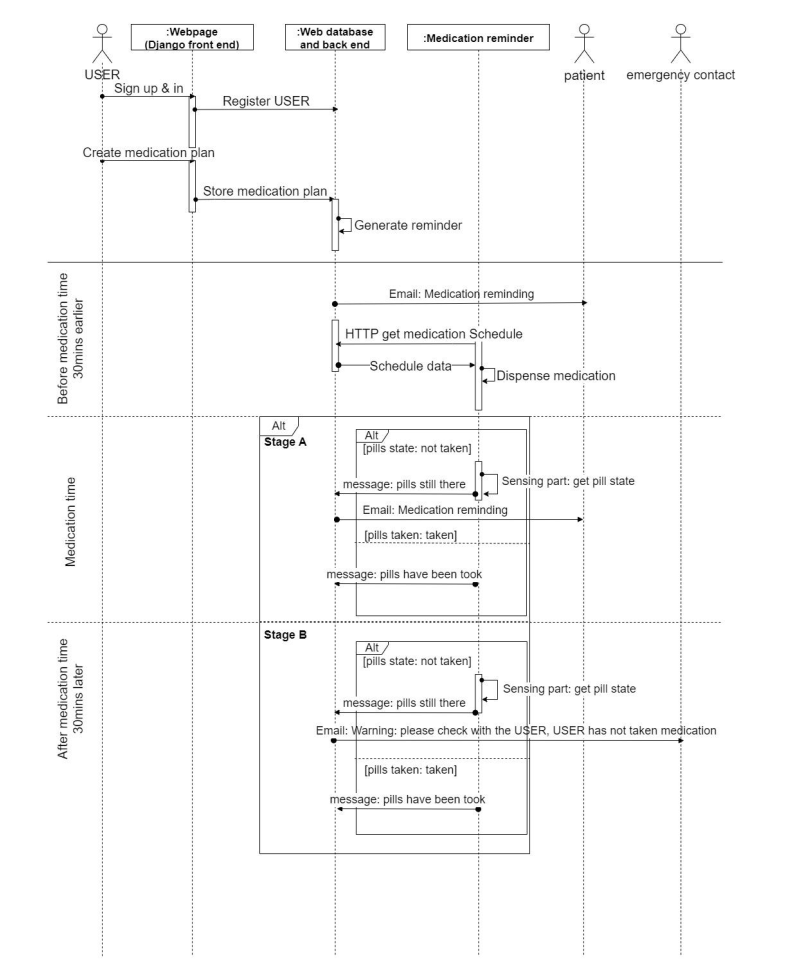 :Webpage
(Django front end)
:Web database
and back end
:Medication reminder
USER
patient
emergency contact
Sign up & in
Register USER
Create medication plan
Store medication plan
Generate reminder
Before medication time
30mins earlier
Email: Medication reminding
HTTP get medication Schedule
Schedule data
Dispense medication
Medication time
Alt
Stage A
Alt
[pills state: not taken]
Sensing part: get pill state
message: pills still there
Email: Medication reminding
[pills taken: taken]
message: pills have been took
After medication time
30mins later
Stage B
Alt
[pills state: not taken]
Sensing part: get pill state
message: pills still there
Email: Warning: please check with the USER, USER has not taken medication
[pills taken: taken]
message: pills have been took